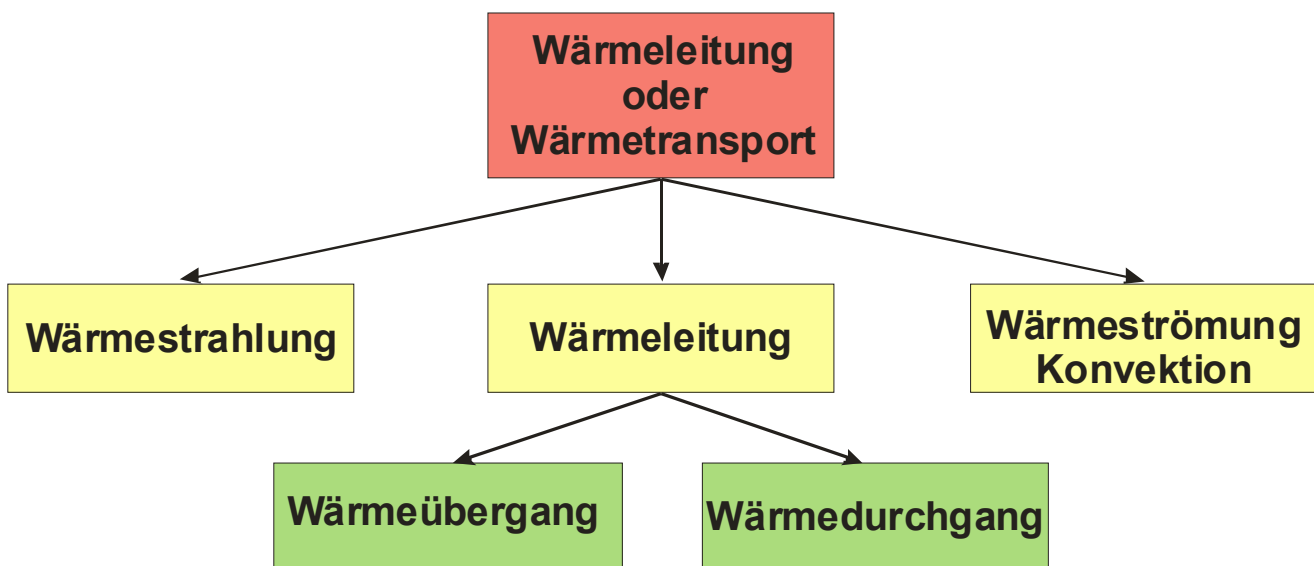 Wärmeleitung
oder
Wärmetransport
Wärmestrahlung
Wärmeleitung
Wärmeströmung
Konvektion
Wärmeübergang
Wärmedurchgang